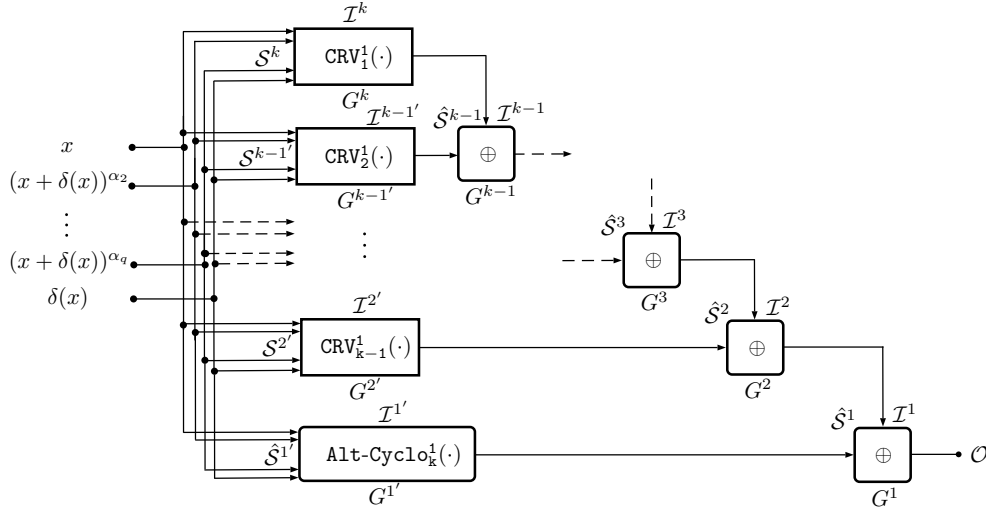 𝓘^k
𝓢^k
CRV_1^1(·)
G^k
𝓘^{k−1'}
𝓢^{k−1'}
CRV_2^1(·)
G^{k−1'}
𝓢̂^{k−1}
𝓘^{k−1}
⊕
G^{k−1}
x
(x + δ(x))^{α_2}
⋮
(x + δ(x))^{α_q}
δ(x)
⋮
𝓢̂^3
𝓘^3
⊕
G^3
𝓘^{2'}
𝓢^{2'}
CRV_{k−1}^1(·)
G^{2'}
𝓢̂^2
𝓘^2
⊕
G^2
𝓘^{1'}
𝓢̂^{1'}
Alt-Cyclo_k^1(·)
G^{1'}
𝓢̂^1
𝓘^1
⊕
G^1
𝓞